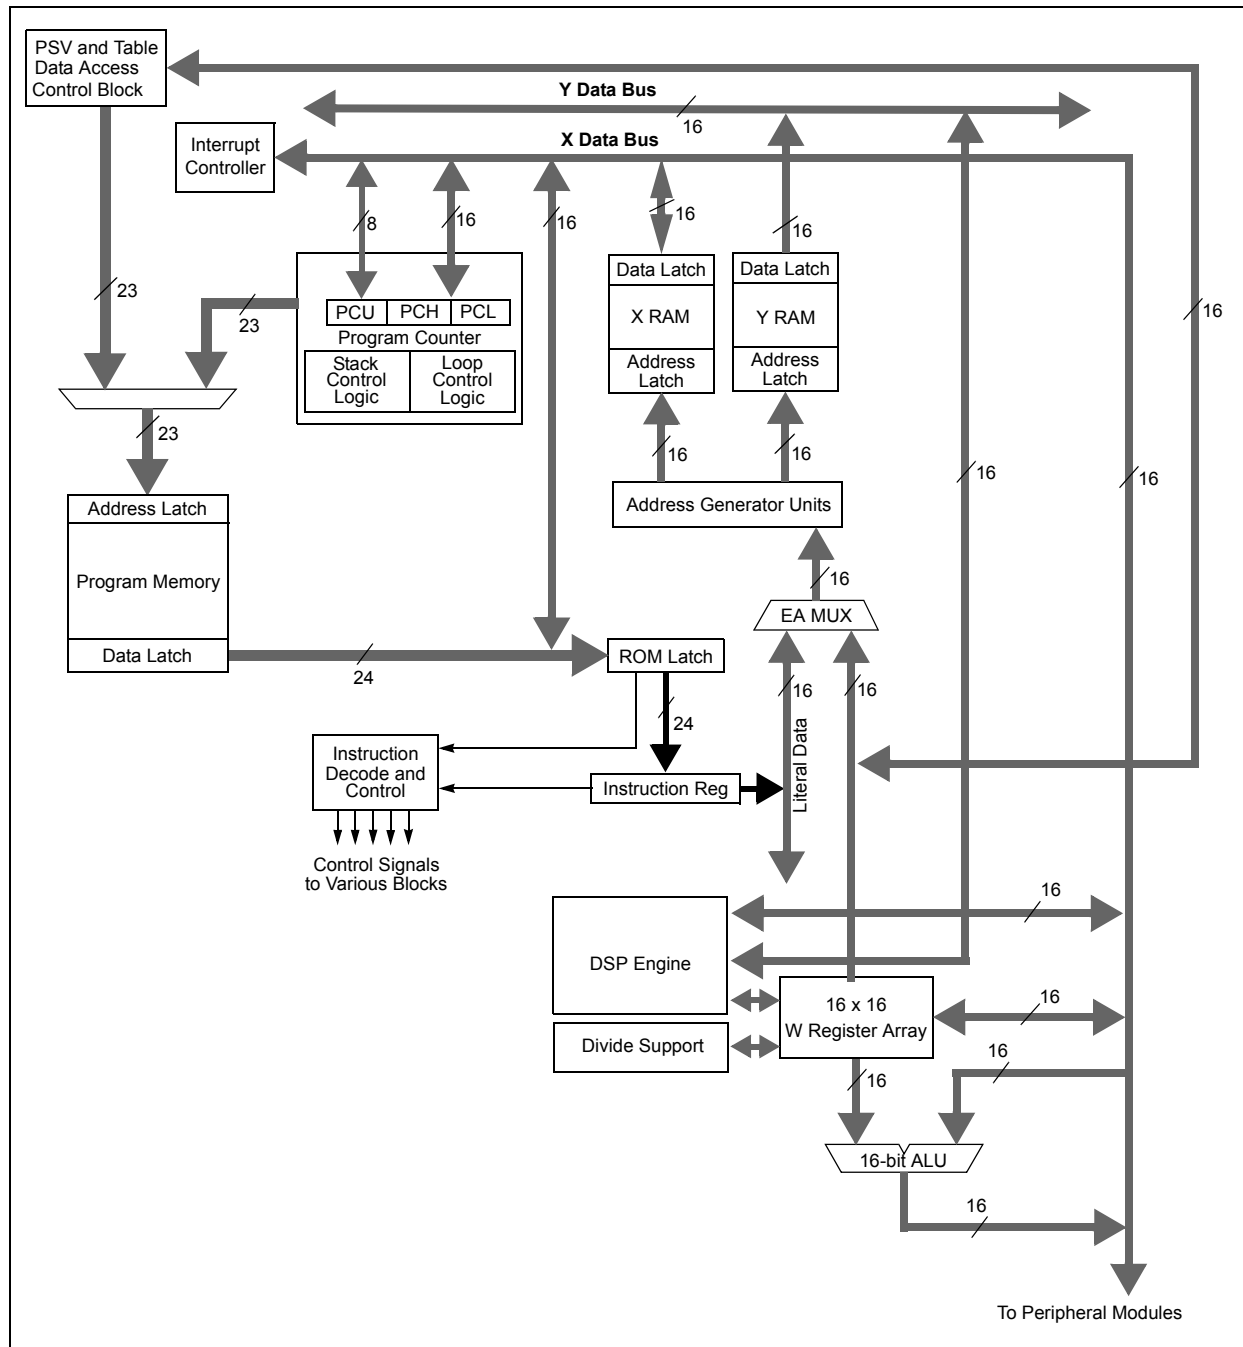 PSV and Table
Data Access
Control Block
Y Data Bus
16
X Data Bus
Interrupt
Controller
8
16
16
16
16
23
23
16
PCU
PCH
PCL
Program Counter
Stack
Control
Logic
Loop
Control
Logic
Data Latch
X RAM
Address
Latch
Data Latch
Y RAM
Address
Latch
23
16
16
16
16
Address Latch
Program Memory
Data Latch
Address Generator Units
16
EA MUX
24
ROM Latch
16
16
Literal Data
24
Instruction
Decode and
Control
Instruction Reg
Control Signals
to Various Blocks
16
DSP Engine
16 x 16
W Register Array
16
Divide Support
16
16
16-bit ALU
16
To Peripheral Modules